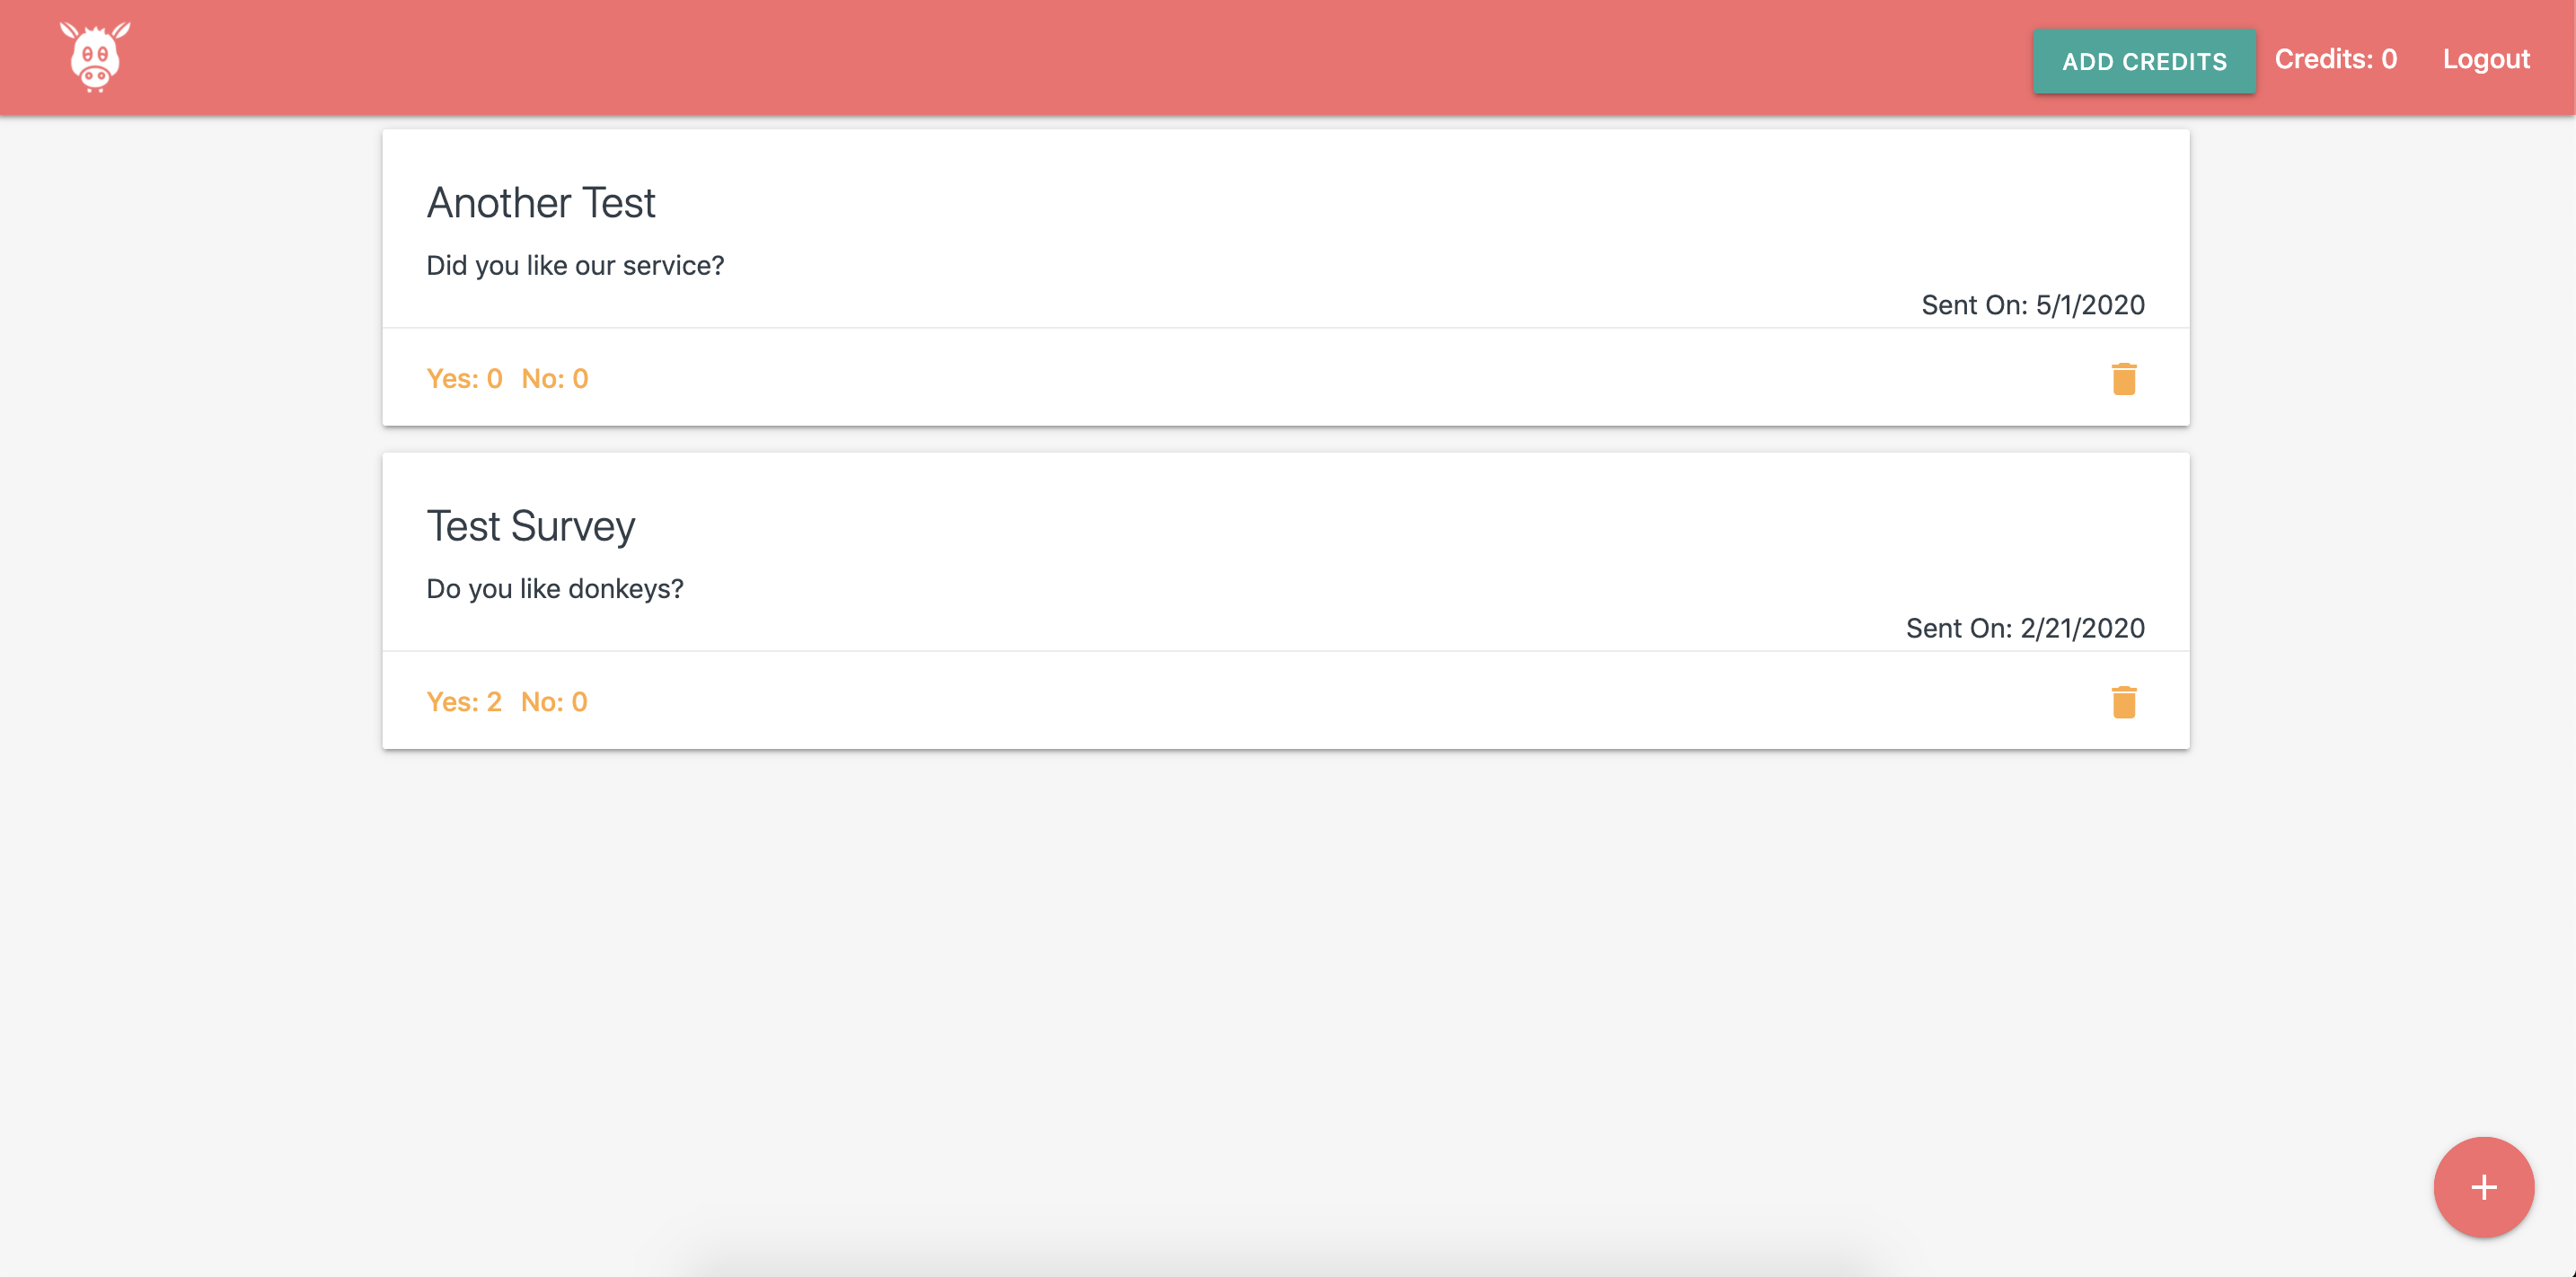 ADD CREDITS Credits: 0 Logout
Another Test
Did you like our service?
Sent On: 5/1/2020
Yes: 0 No: 0
Test Survey
Do you like donkeys?
Sent On: 2/21/2020
Yes: 2 No: 0
+